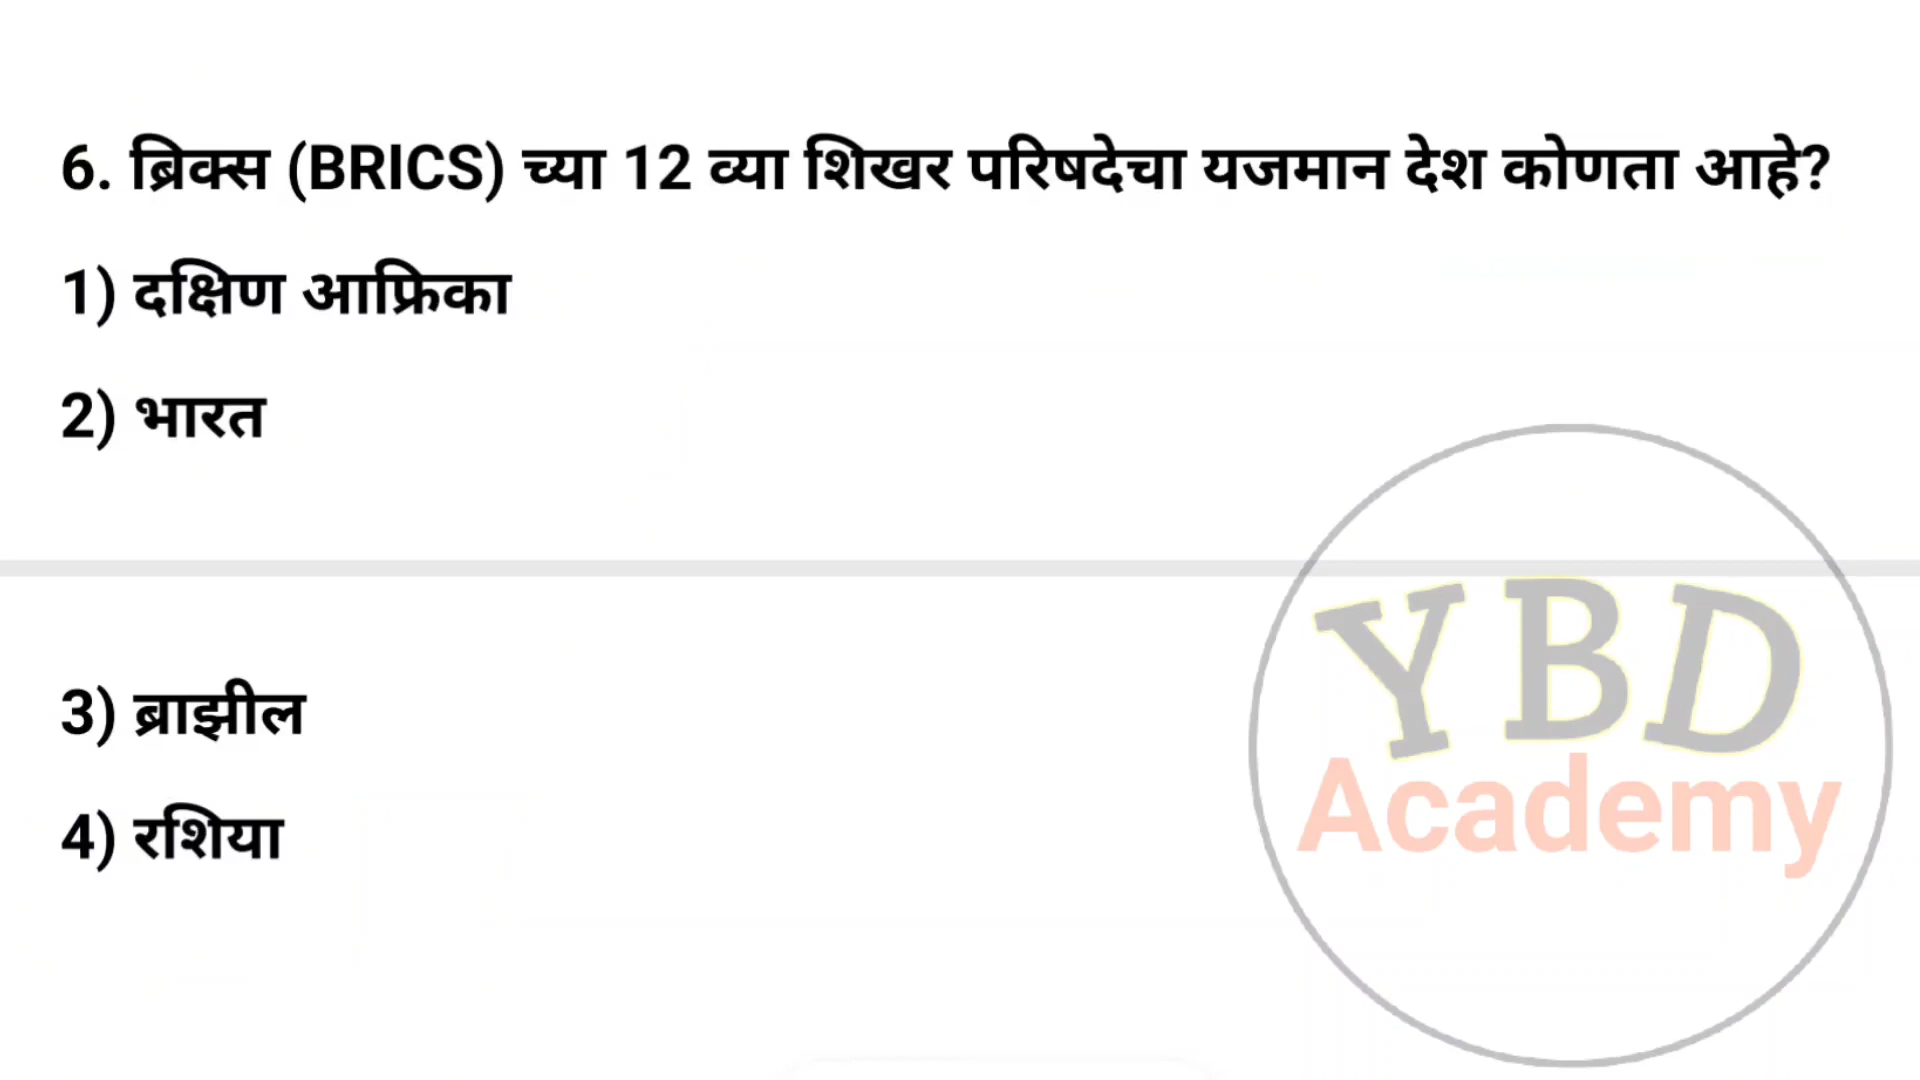 6. ब्रिक्स (BRICS) च्या 12 व्या शिखर परिषदेचा यजमान देश कोणता आहे?
1) दक्षिण आफ्रिका
2) भारत
3) ब्राझील
4) रशिया
YBD
Academy